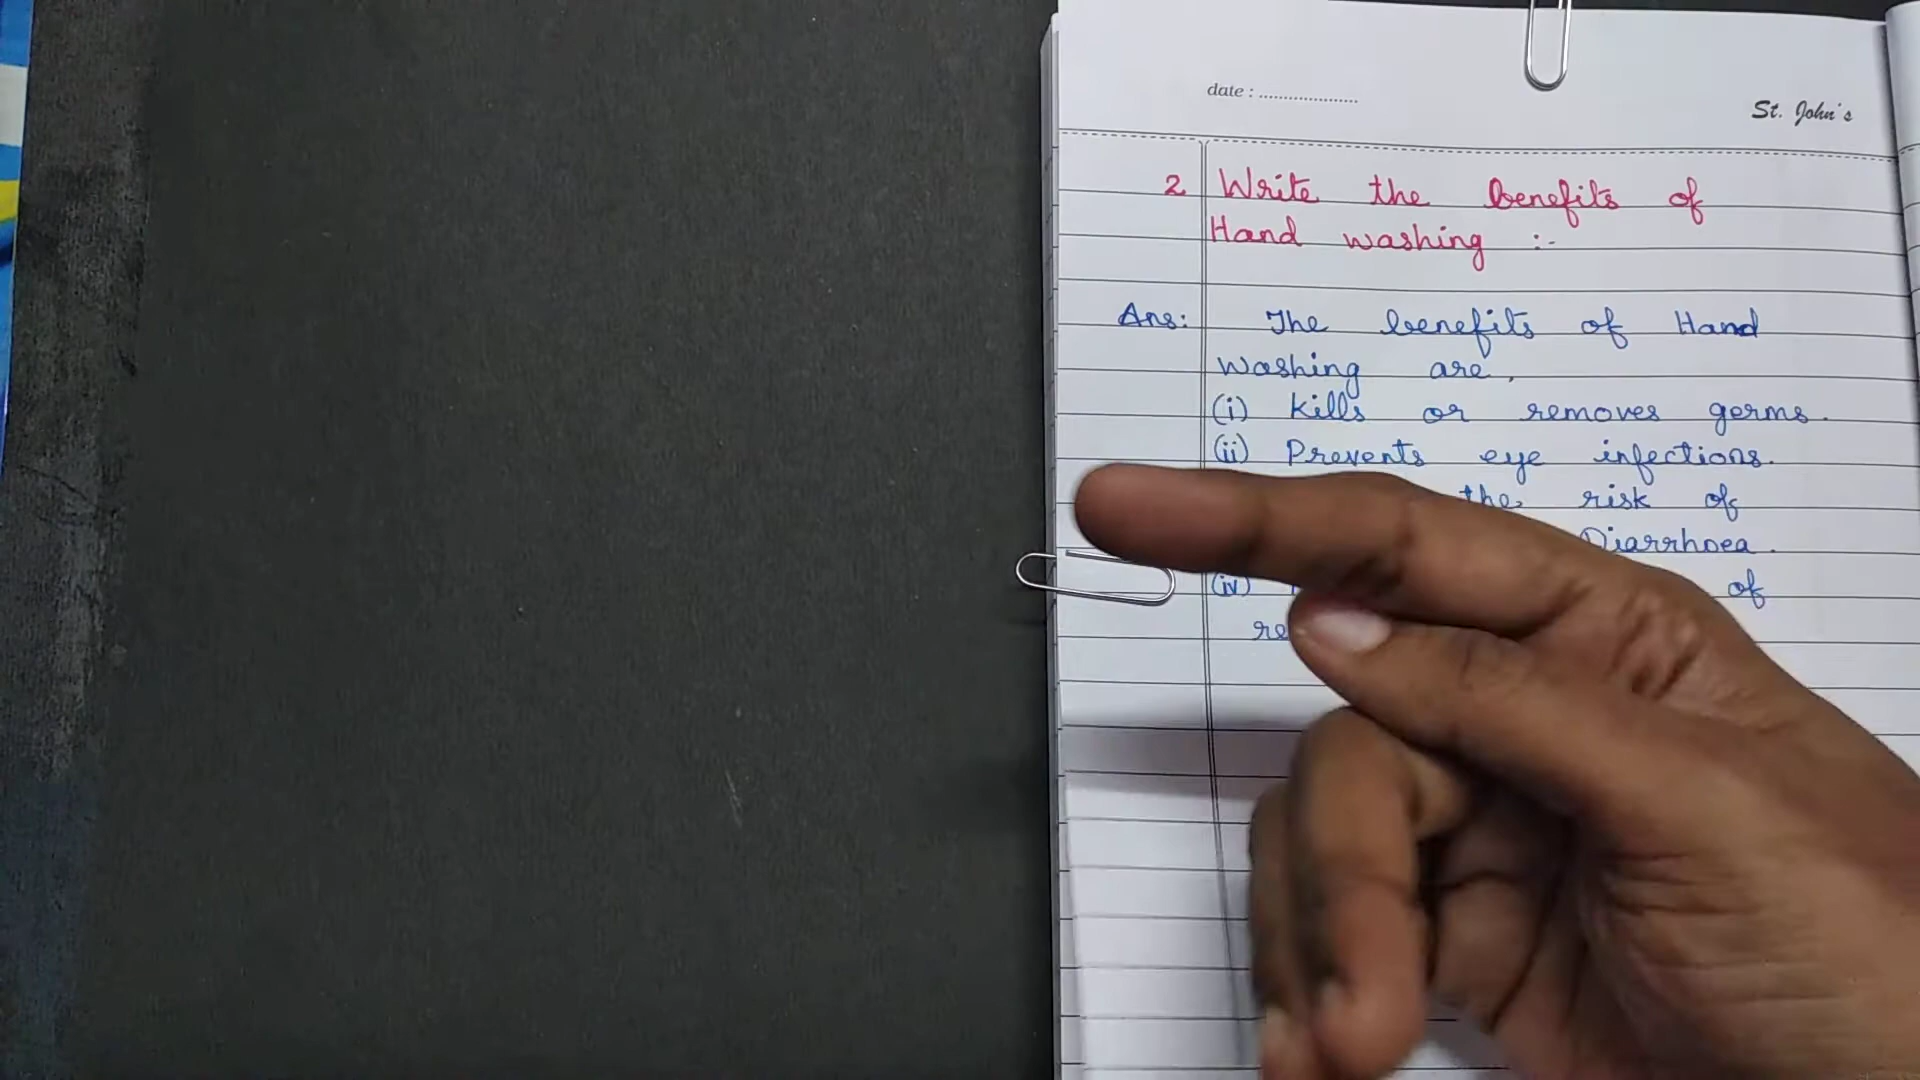 date : ....................
St. John's
2 Write the benefits of
Hand washing :-
Ans: The benefits of Hand
washing are,
(i) Kills or removes germs.
(ii) Prevents eye infections.
the risk of
Diarrhoea.
(iv) of